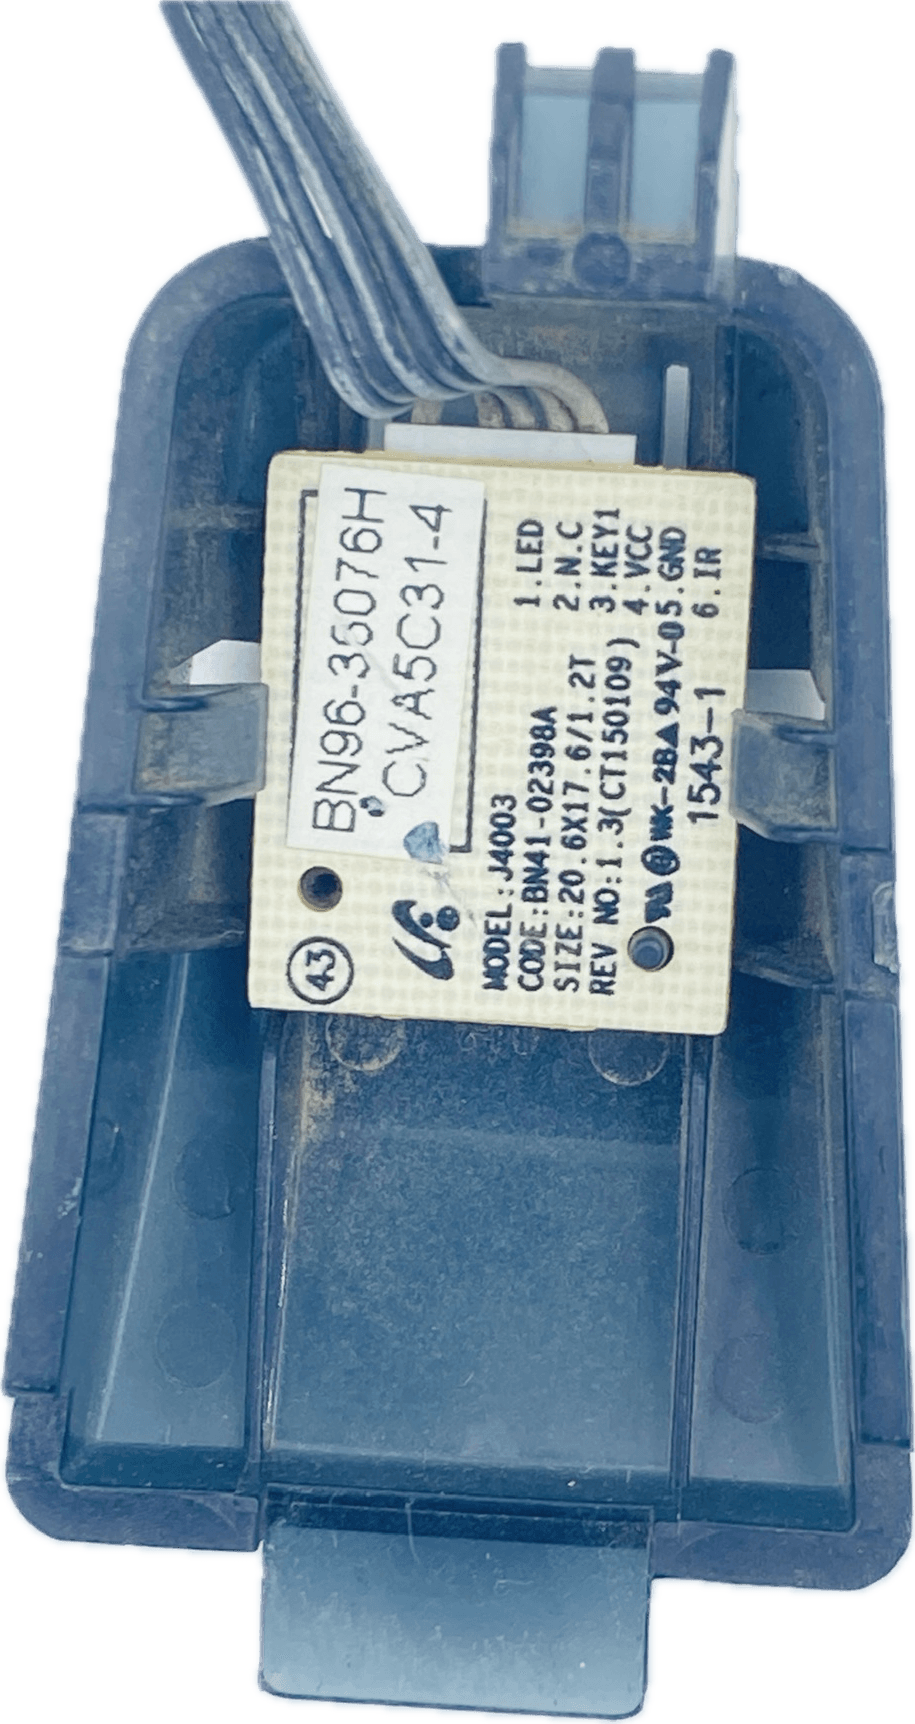 BN96-35076H
CVA5C31-4
1.LED
2.N.C
3.KEY1
4.VCC
5.GND
6.IR
MODEL:J4003
CODE:BN41-02398A
SIZE:20.6X17.6/1.2T
REV NO:1.3(CT150109)
WK-2B▲94V-0
1543-1
43